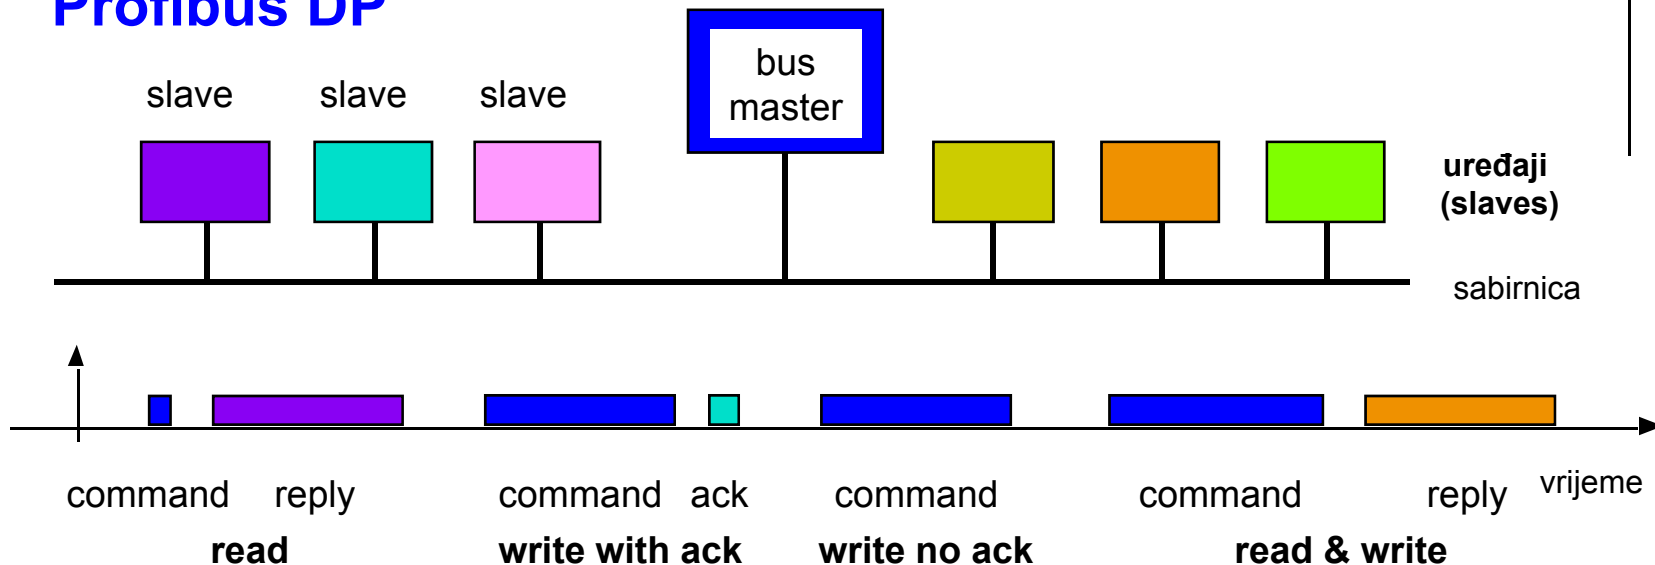 Profibus DP
bus
master
slave slave slave
uređaji
(slaves)
sabirnica
command reply command ack command command reply vrijeme
read write with ack write no ack read & write